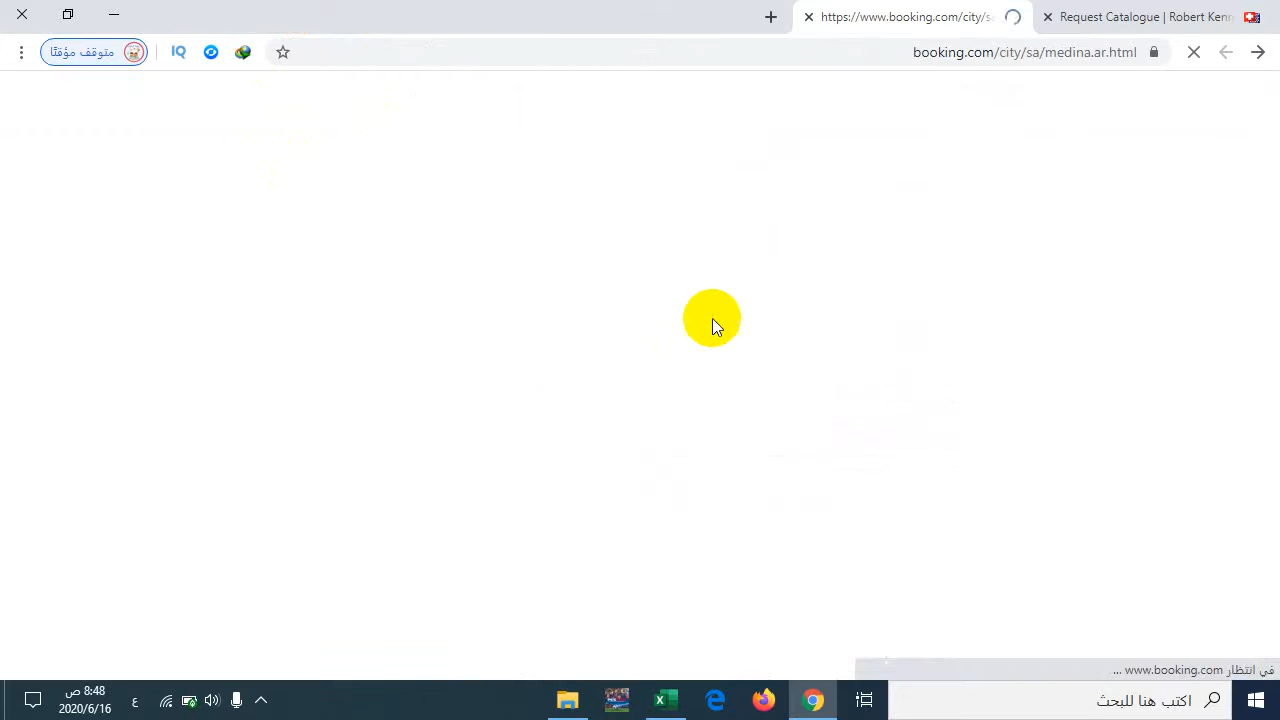 Request Catalogue | Robert Kenn
https://www.booking.com/city/sa
booking.com/city/sa/medina.ar.html
متوقف مؤقتًا
في انتظار www.booking.com ...
اكتب هنا للبحث
ع
8:48 ص
2020/6/16